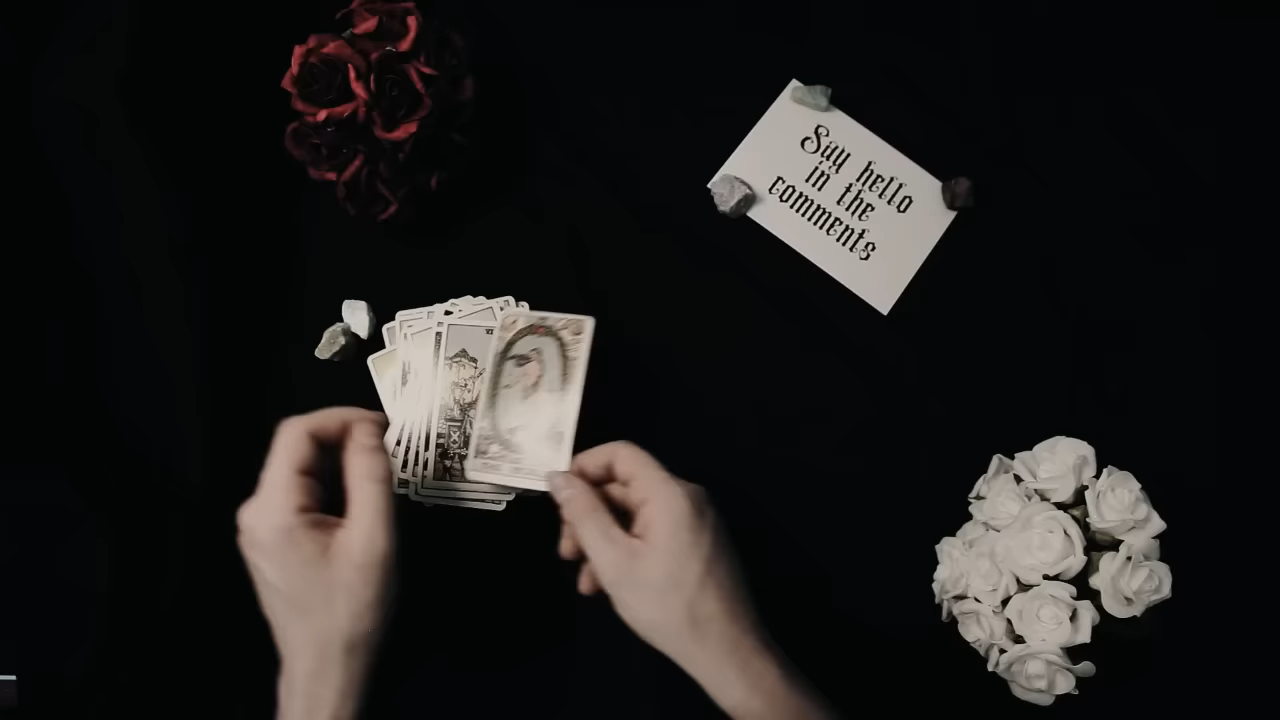 Say hello
in the
comments